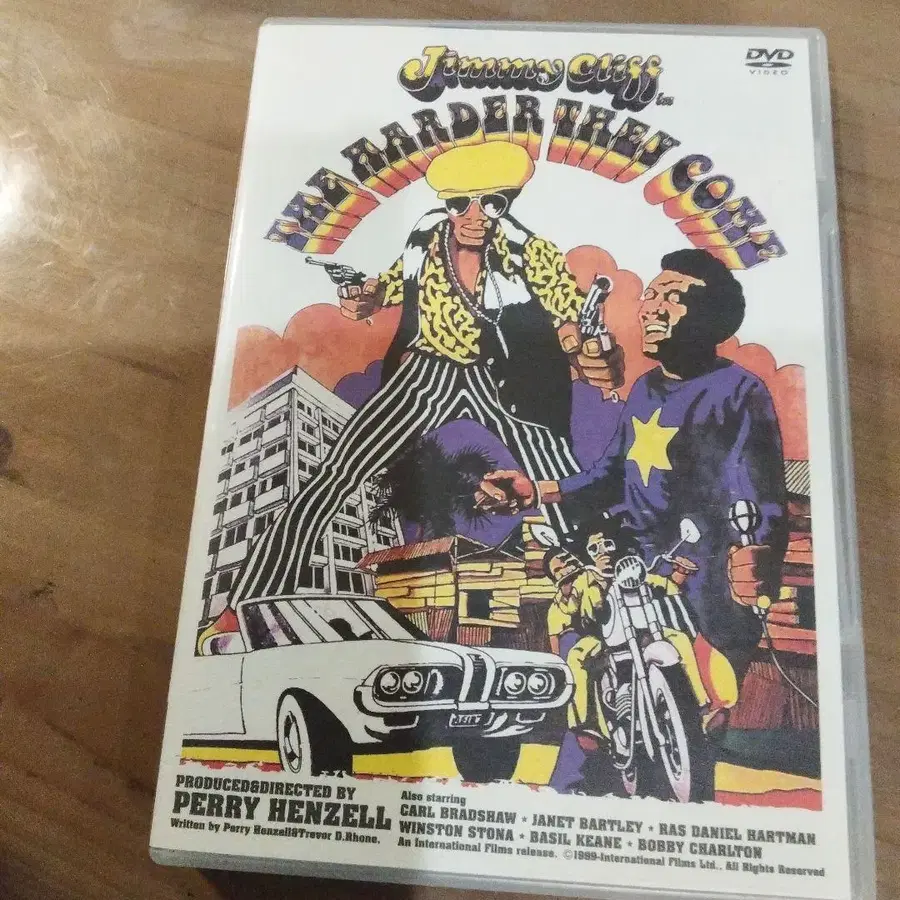 DVD
VIDEO
Jimmy Cliff
in
THE HARDER THEY COME
PRODUCED&DIRECTED BY
PERRY HENZELL
Written by Perry Henzell&Trevor D.Rhone.
Also starring
CARL BRADSHAW ★ JANET BARTLEY ★ RAS DANIEL HARTMAN
WINSTON STONA ★ BASIL KEANE ★ BOBBY CHARLTON
An International Films release. ©1999-International Films Ltd.. All Rights Reserved